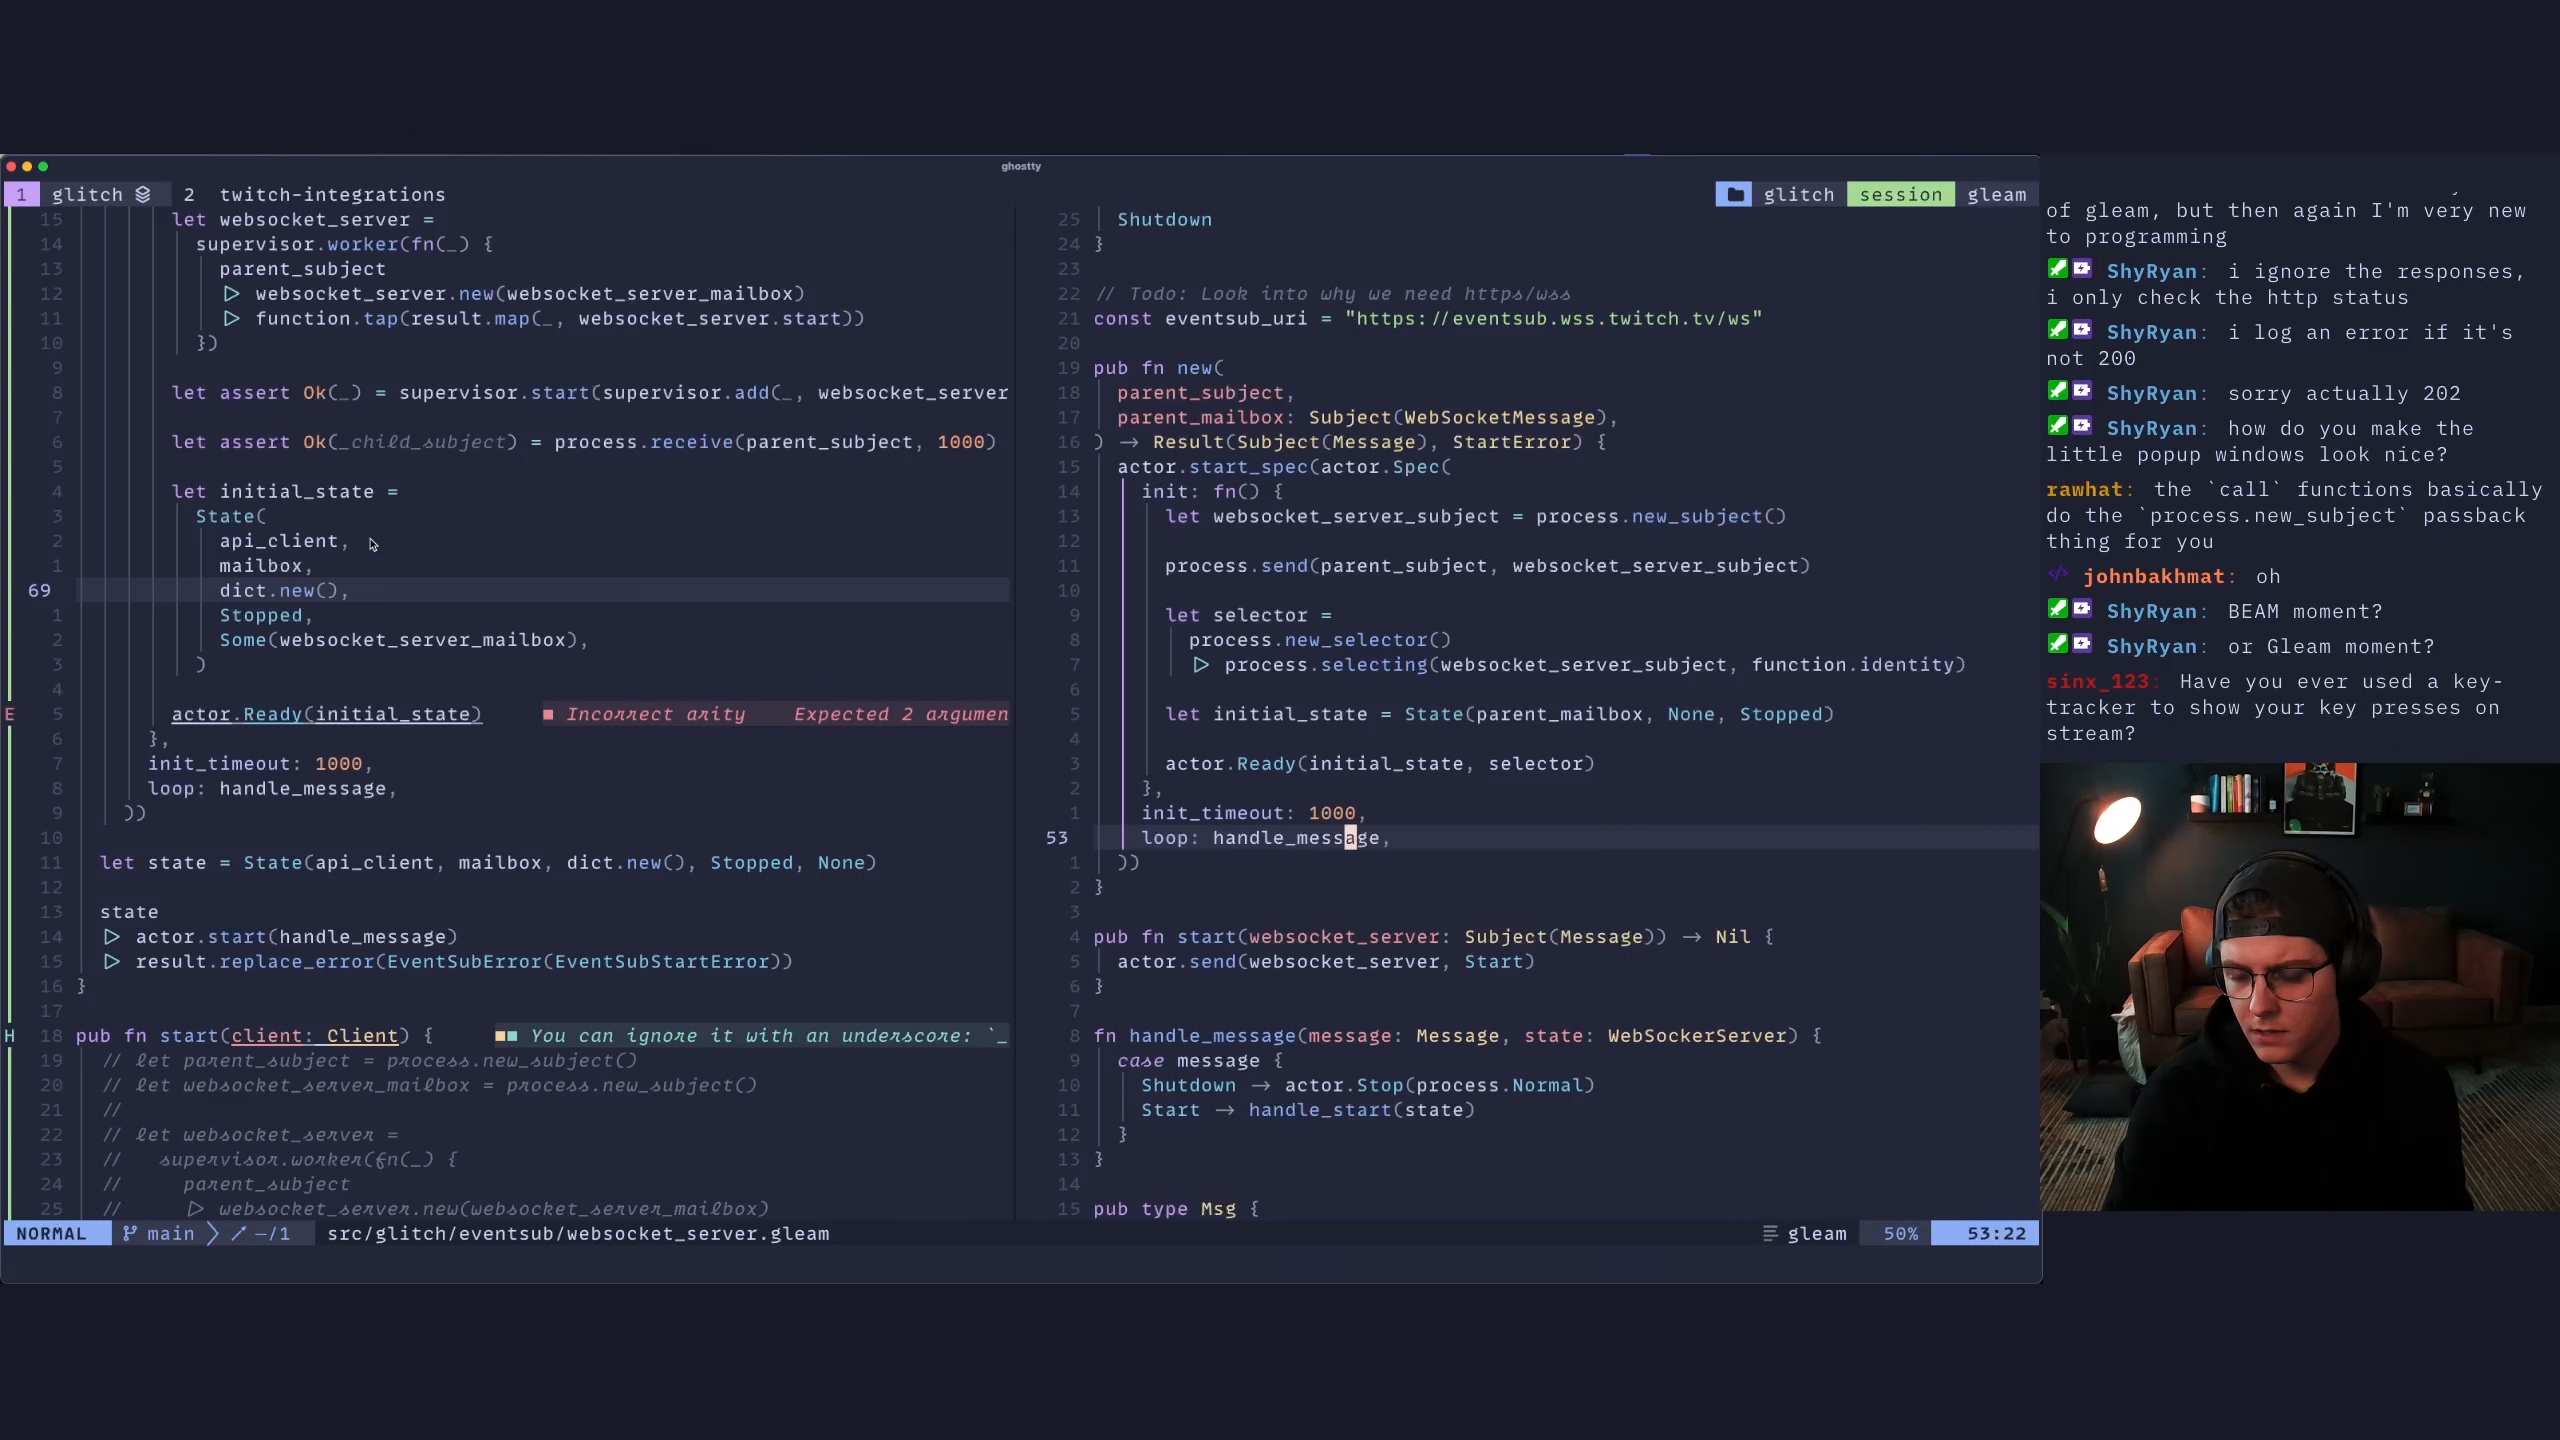 ghostty
1 glitch 2 twitch-integrations
glitch session gleam
15 let websocket_server =
14 supervisor.worker(fn(_) {
13 parent_subject
12 ▷ websocket_server.new(websocket_server_mailbox)
11 ▷ function.tap(result.map(_, websocket_server.start))
10 })
9
8 let assert Ok(_) = supervisor.start(supervisor.add(_, websocket_server
7
6 let assert Ok(_child_subject) = process.receive(parent_subject, 1000)
5
4 let initial_state =
3 State(
2 api_client,
1 mailbox,
69 dict.new(),
1 Stopped,
2 Some(websocket_server_mailbox),
3 )
4
E 5 actor.Ready(initial_state) ■ Incorrect arity Expected 2 argumen
6 },
7 init_timeout: 1000,
8 loop: handle_message,
9 ))
10
11 let state = State(api_client, mailbox, dict.new(), Stopped, None)
12
13 state
14 ▷ actor.start(handle_message)
15 ▷ result.replace_error(EventSubError(EventSubStartError))
16 }
17
H 18 pub fn start(client: Client) { ■■ You can ignore it with an underscore: `_
19 // let parent_subject = process.new_subject()
20 // let websocket_server_mailbox = process.new_subject()
21 //
22 // let websocket_server =
23 // supervisor.worker(fn(_) {
24 // parent_subject
25 // ▷ websocket_server.new(websocket_server_mailbox)
25 Shutdown
24 }
23
22 // Todo: Look into why we need https/wss
21 const eventsub_uri = "https://eventsub.wss.twitch.tv/ws"
20
19 pub fn new(
18 parent_subject,
17 parent_mailbox: Subject(WebSocketMessage),
16 ) → Result(Subject(Message), StartError) {
15 actor.start_spec(actor.Spec(
14 init: fn() {
13 let websocket_server_subject = process.new_subject()
12
11 process.send(parent_subject, websocket_server_subject)
10
9 let selector =
8 process.new_selector()
7 ▷ process.selecting(websocket_server_subject, function.identity)
6
5 let initial_state = State(parent_mailbox, None, Stopped)
4
3 actor.Ready(initial_state, selector)
2 },
1 init_timeout: 1000,
53 loop: handle_message,
1 ))
2 }
3
4 pub fn start(websocket_server: Subject(Message)) → Nil {
5 actor.send(websocket_server, Start)
6 }
7
8 fn handle_message(message: Message, state: WebSockerServer) {
9 case message {
10 Shutdown → actor.Stop(process.Normal)
11 Start → handle_start(state)
12 }
13 }
14
15 pub type Msg {
NORMAL main −/1 src/glitch/eventsub/websocket_server.gleam gleam 50% 53:22
of gleam, but then again I'm very new
to programming
ShyRyan: i ignore the responses,
i only check the http status
ShyRyan: i log an error if it's
not 200
ShyRyan: sorry actually 202
ShyRyan: how do you make the
little popup windows look nice?
rawhat: the `call` functions basically
do the `process.new_subject` passback
thing for you
johnbakhmat: oh
ShyRyan: BEAM moment?
ShyRyan: or Gleam moment?
sinx_123: Have you ever used a key-
tracker to show your key presses on
stream?